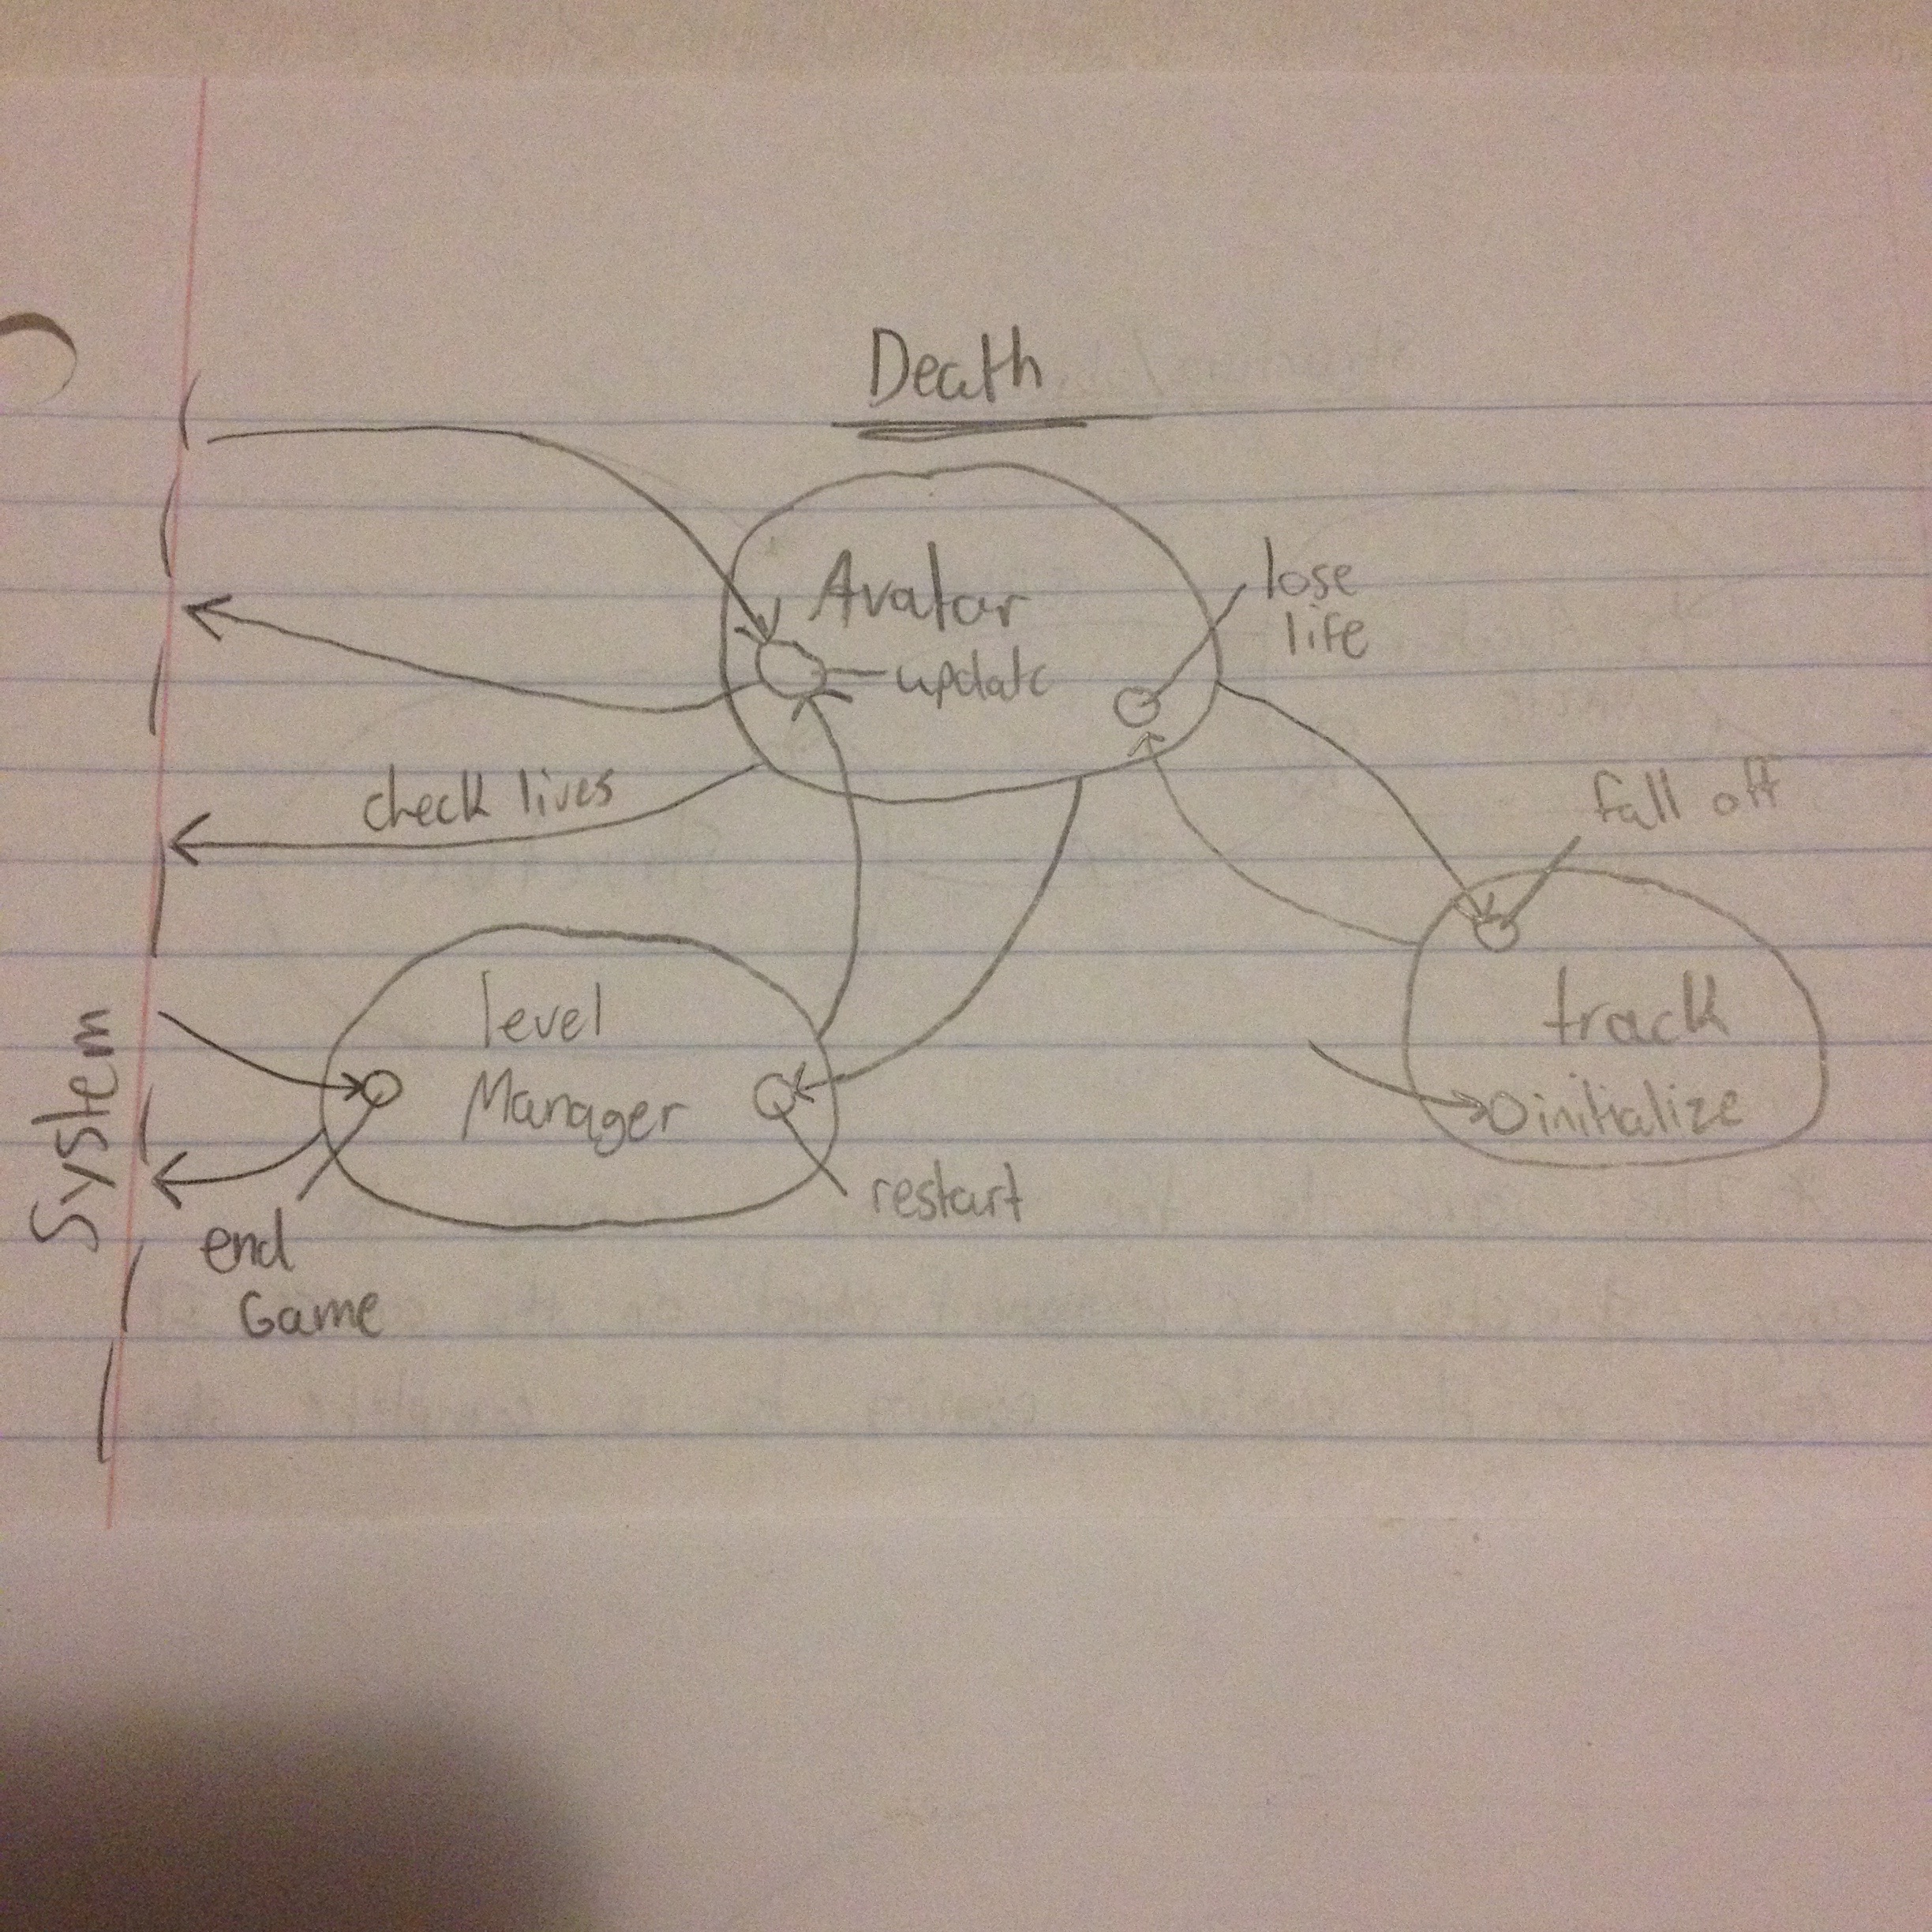 Death
Avatar
update
lose
life
check lives
fall off
level
Manager
track
initialize
restart
end
Game
System